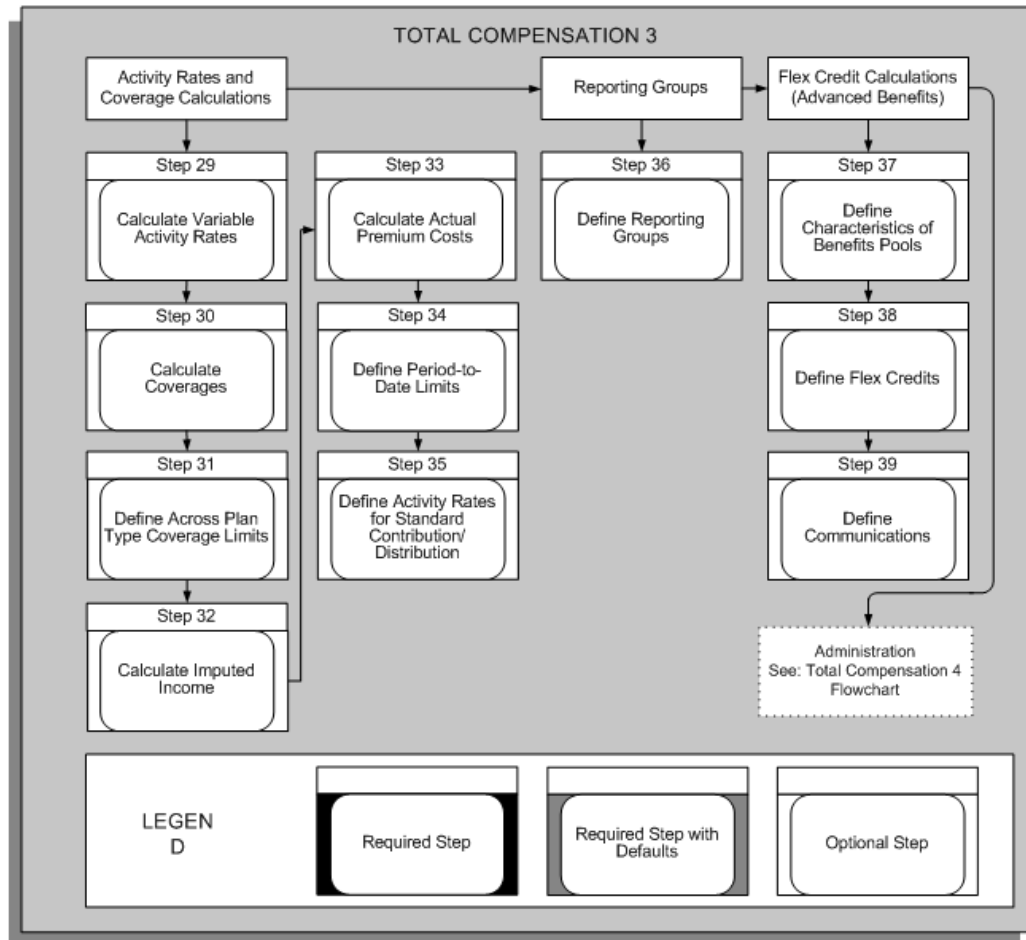 TOTAL COMPENSATION 3
Activity Rates and
Coverage Calculations
Reporting Groups
Flex Credit Calculations
(Advanced Benefits)
Step 29
Calculate Variable
Activity Rates
Step 30
Calculate
Coverages
Step 31
Define Across Plan
Type Coverage Limits
Step 32
Calculate Imputed
Income
Step 33
Calculate Actual
Premium Costs
Step 34
Define Period-to-
Date Limits
Step 35
Define Activity Rates
for Standard
Contribution/
Distribution
Step 36
Define Reporting
Groups
Step 37
Define
Characteristics of
Benefits Pools
Step 38
Define Flex Credits
Step 39
Define
Communications
Administration
See: Total Compensation 4
Flowchart
LEGEN
D
Required Step
Required Step with
Defaults
Optional Step